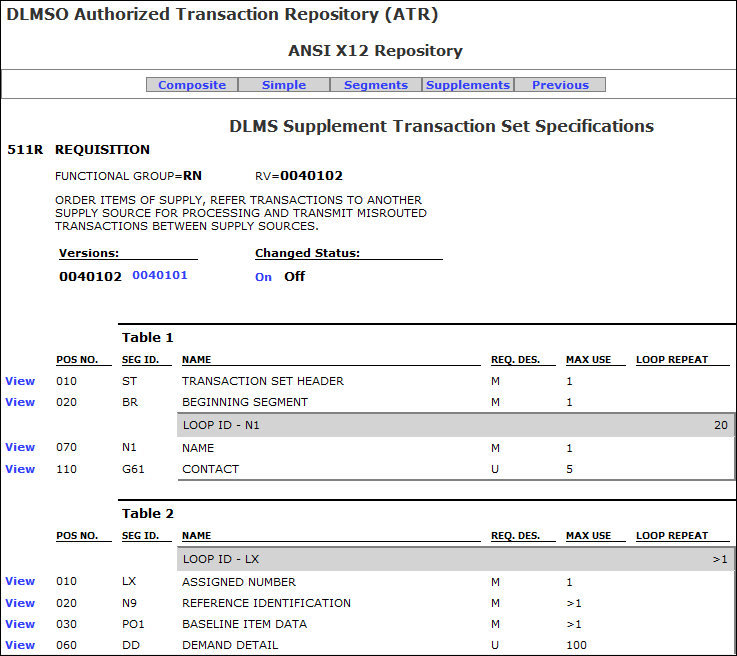 DLMSO Authorized Transaction Repository (ATR)
ANSI X12 Repository
Composite Simple Segments Supplements Previous
DLMS Supplement Transaction Set Specifications
511R REQUISITION
FUNCTIONAL GROUP=RN RV=0040102
ORDER ITEMS OF SUPPLY, REFER TRANSACTIONS TO ANOTHER
SUPPLY SOURCE FOR PROCESSING AND TRANSMIT MISROUTED
TRANSACTIONS BETWEEN SUPPLY SOURCES.
Versions: Changed Status:
0040102 0040101 On Off
Table 1
POS NO. SEG ID. NAME REQ. DES. MAX USE LOOP REPEAT
View 010 ST TRANSACTION SET HEADER M 1
View 020 BR BEGINNING SEGMENT M 1
LOOP ID - N1 20
View 070 N1 NAME M 1
View 110 G61 CONTACT U 5
Table 2
POS NO. SEG ID. NAME REQ. DES. MAX USE LOOP REPEAT
LOOP ID - LX >1
View 010 LX ASSIGNED NUMBER M 1
View 020 N9 REFERENCE IDENTIFICATION M >1
View 030 PO1 BASELINE ITEM DATA M >1
View 060 DD DEMAND DETAIL U 100